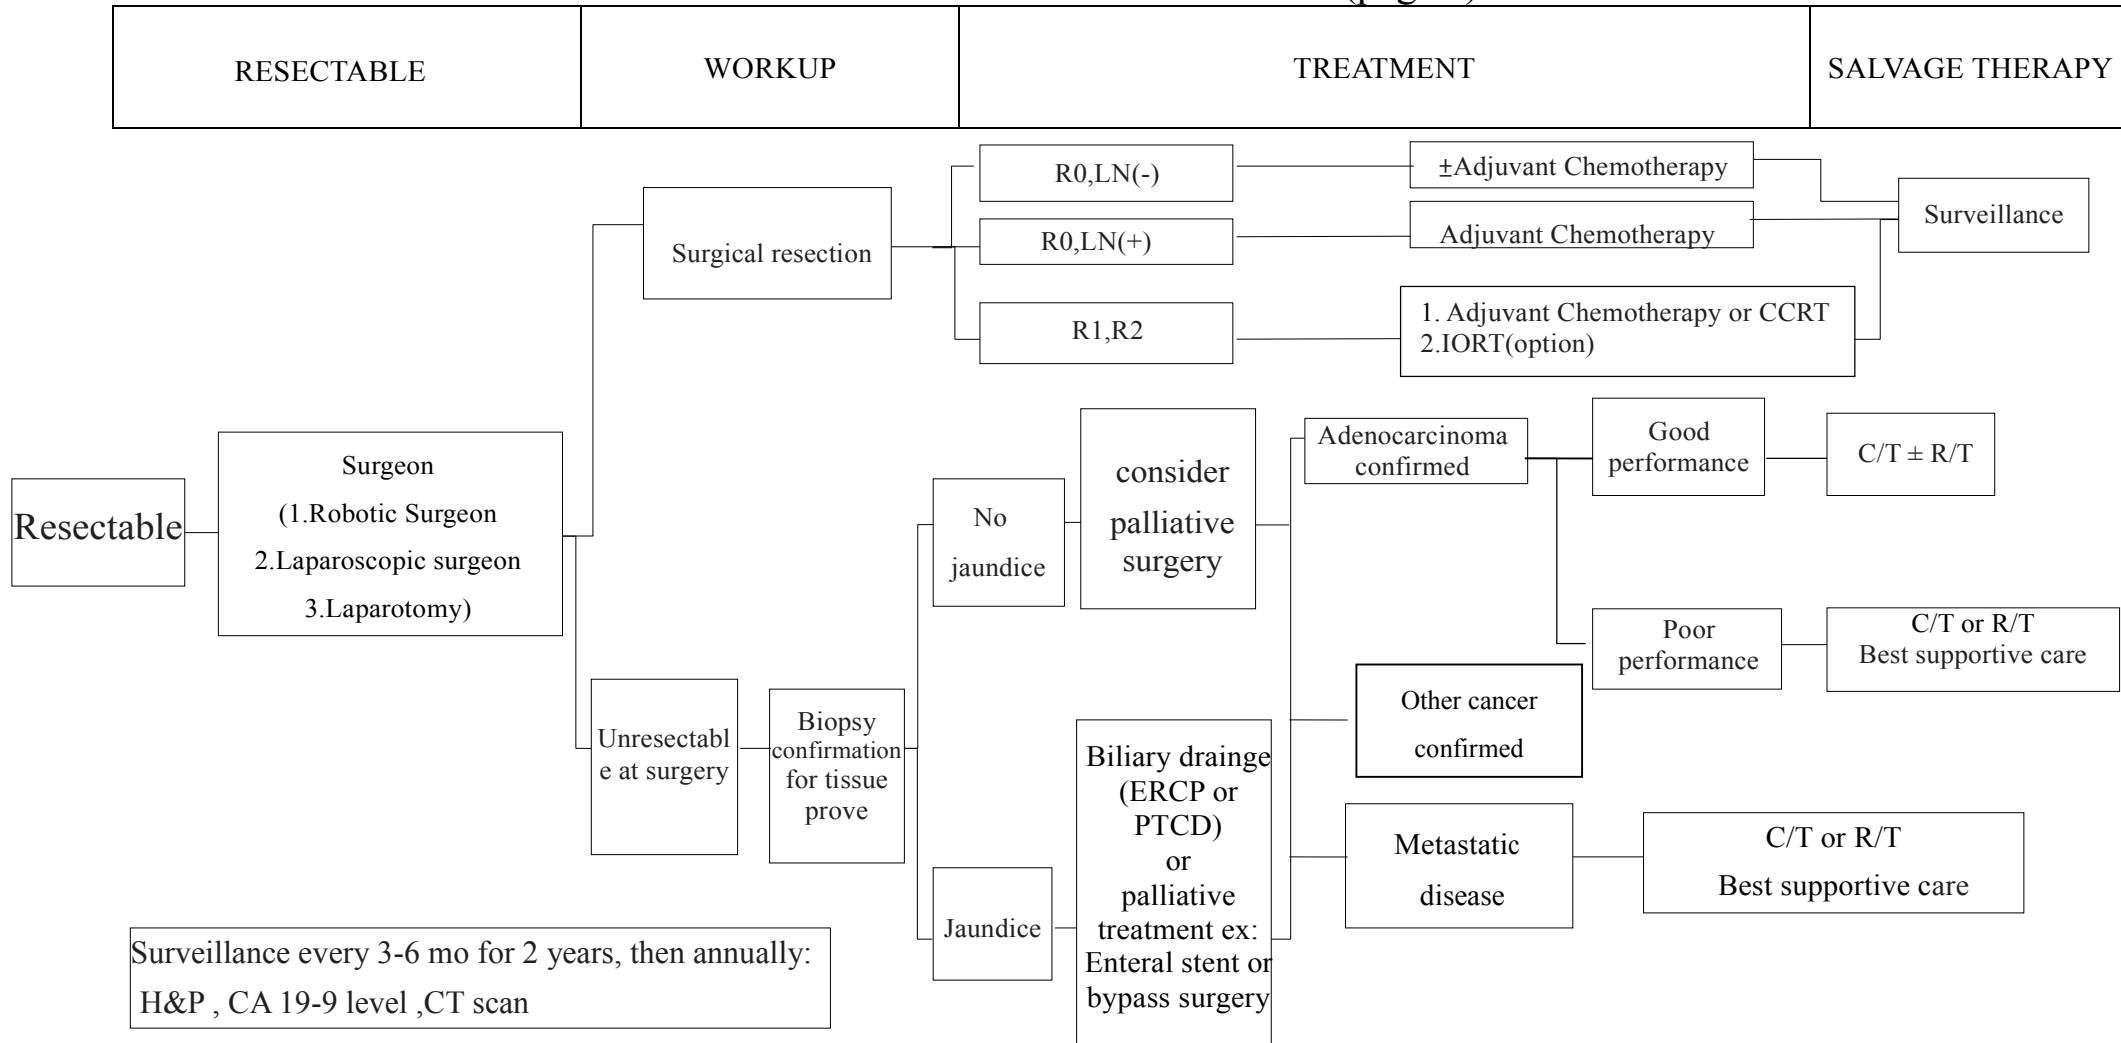 RESECTABLE
WORKUP
TREATMENT
SALVAGE THERAPY
R0,LN(-)
±Adjuvant Chemotherapy
Surgical resection
R0,LN(+)
Adjuvant Chemotherapy
Surveillance
R1,R2
1. Adjuvant Chemotherapy or CCRT
2.IORT(option)
Resectable
Surgeon
(1.Robotic Surgeon
2.Laparoscopic surgeon
3.Laparotomy)
No
jaundice
consider
palliative
surgery
Adenocarcinoma
confirmed
Good
performance
C/T ± R/T
Poor
performance
C/T or R/T
Best supportive care
Unresectabl
e at surgery
Biopsy
confirmation
for tissue
prove
Other cancer
confirmed
Biliary drainge
(ERCP or
PTCD)
or
palliative
treatment ex:
Enteral stent or
bypass surgery
Metastatic
disease
C/T or R/T
Best supportive care
Jaundice
Surveillance every 3-6 mo for 2 years, then annually:
H&P , CA 19-9 level ,CT scan